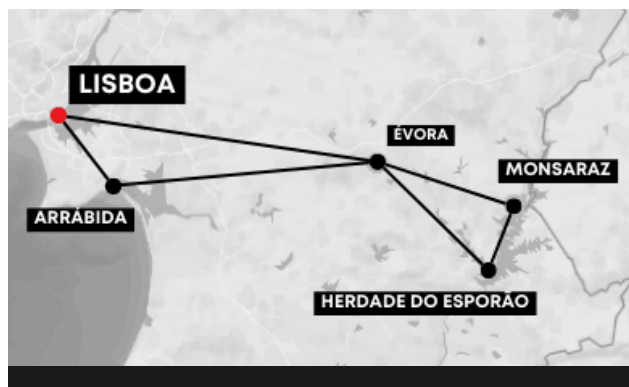 LISBOA
ÉVORA
MONSARAZ
ARRÁBIDA
HERDADE DO ESPORÃO